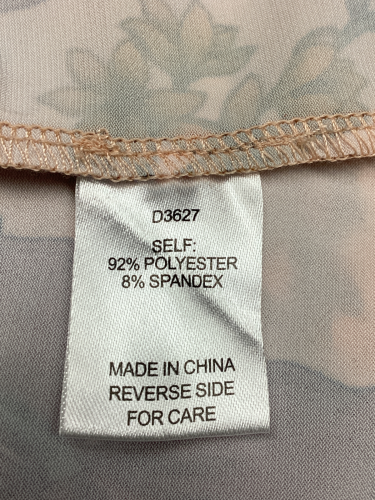 D3627
SELF:
92% POLYESTER
8% SPANDEX
MADE IN CHINA
REVERSE SIDE
FOR CARE